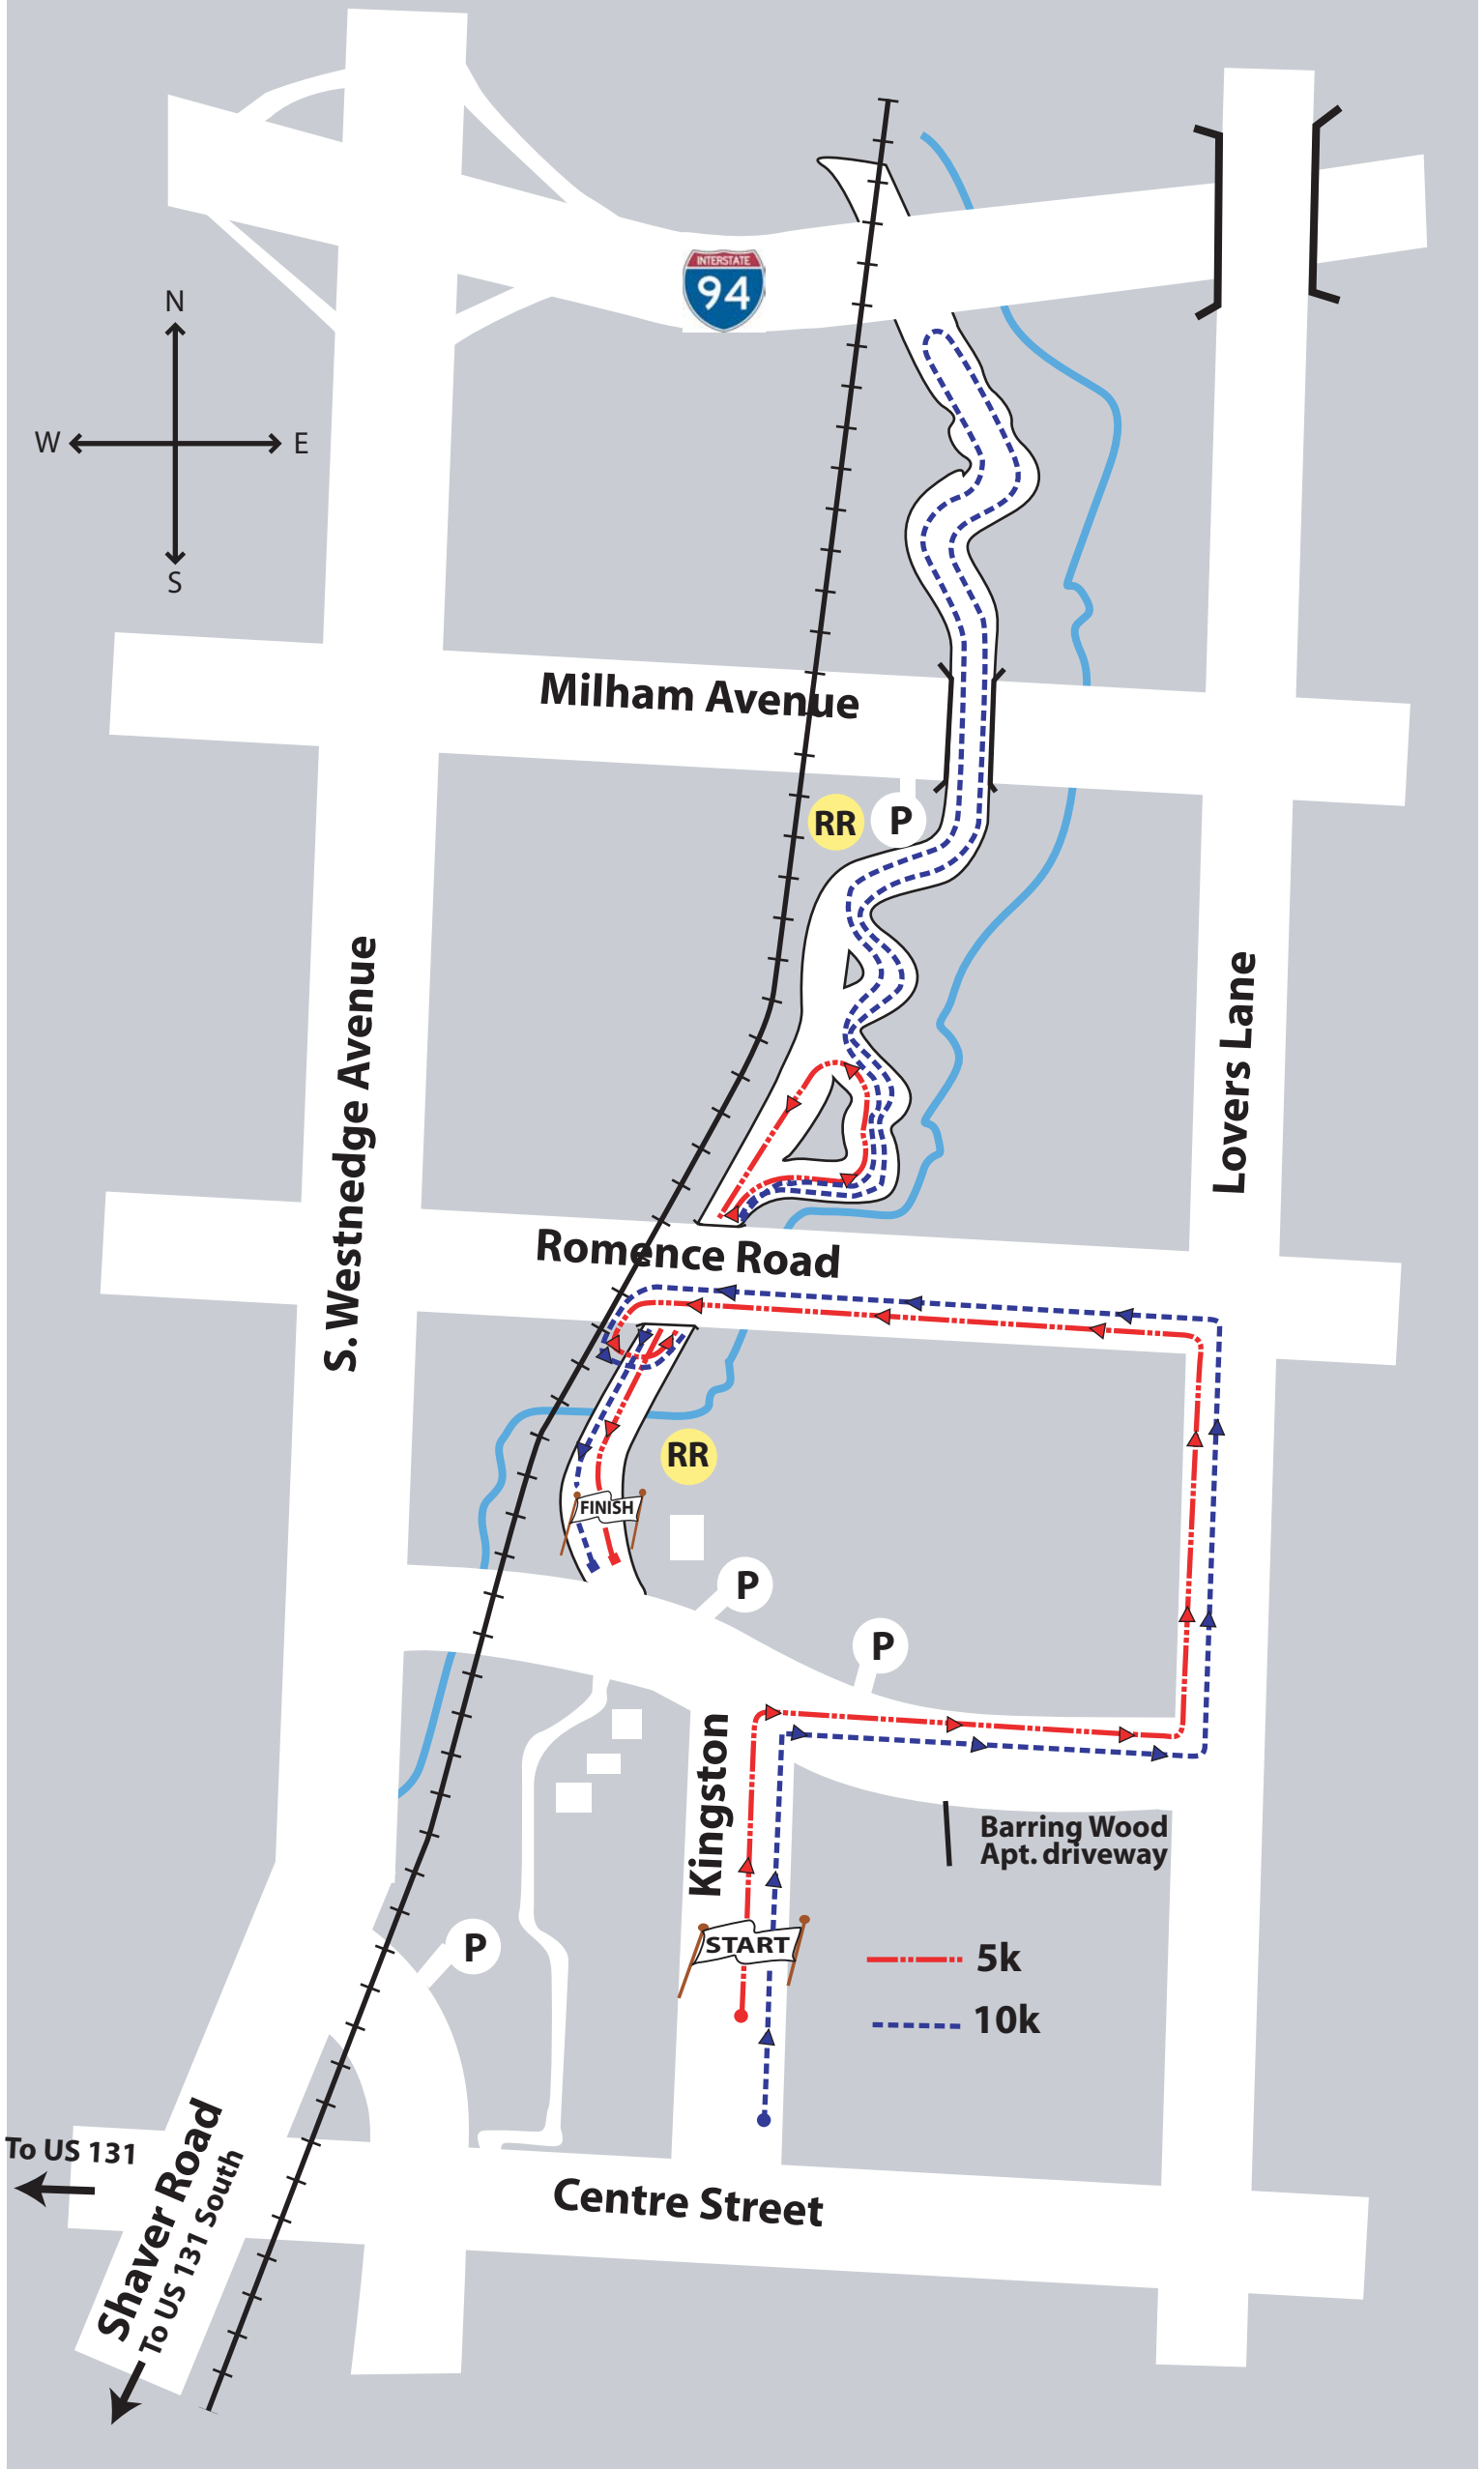 INTERSTATE
94
N
W
E
S
Milham Avenue
RR
P
S. Westnedge Avenue
Lovers Lane
Romence Road
RR
FINISH
P
P
Kingston
Barring Wood
Apt. driveway
START
P
5k
10k
To US 131
Shaver Road
To US 131 South
Centre Street